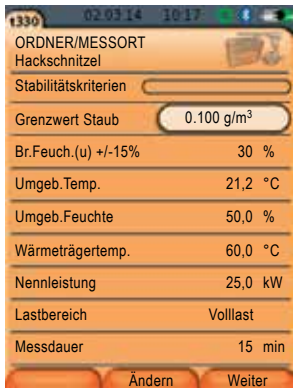 t330 02.03.14 10:17
ORDNER/MESSORT
Hackschnitzel
Stabilitätskriterien
Grenzwert Staub 0.100 g/m³
Br.Feuch.(u) +/-15% 30 %
Umgeb.Temp. 21,2 °C
Umgeb.Feuchte 50,0 %
Wärmeträgertemp. 60,0 °C
Nennleistung 25,0 kW
Lastbereich Volllast
Messdauer 15 min
Ändern Weiter